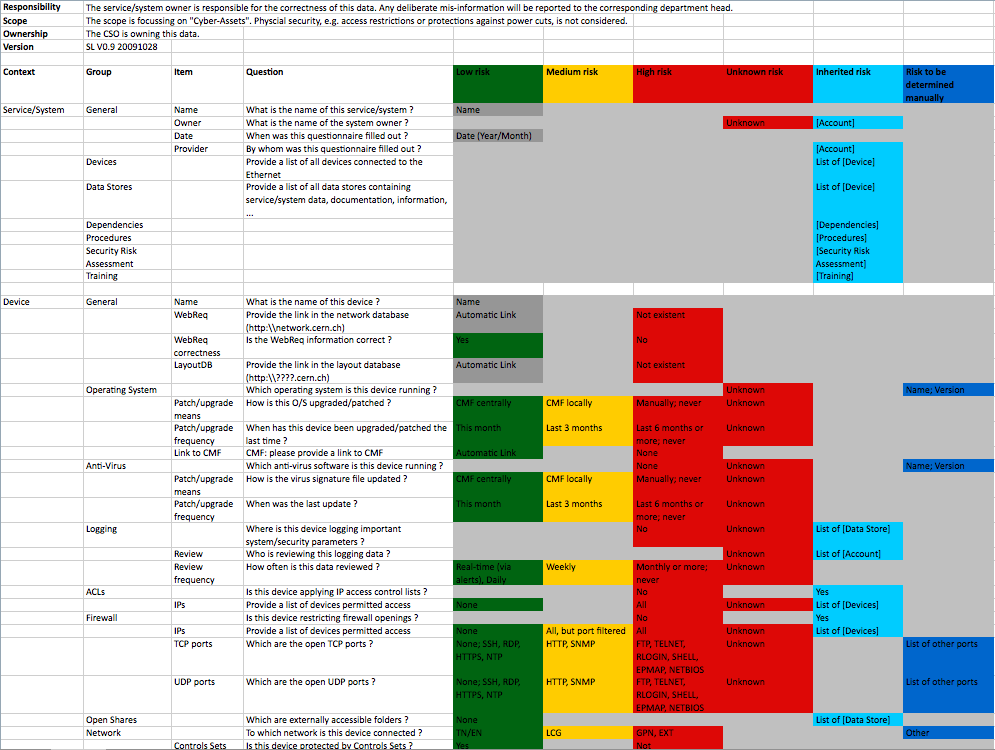 Responsibility The service/system owner is responsible for the correctness of this data. Any deliberate mis-information will be reported to the corresponding department head.
Scope The scope is focussing on "Cyber-Assets". Physcial security, e.g. access restrictions or protections against power cuts, is not considered.
Ownership The CSO is owning this data.
Version SL V0.9 20091028
Context Group Item Question Low risk Medium risk High risk Unknown risk Inherited risk Risk to be
determined
manually
Service/System General Name What is the name of this service/system ? Name
Owner What is the name of the system owner ? Unknown [Account]
Date When was this questionnaire filled out ? Date (Year/Month)
Provider By whom was this questionnaire filled out ? [Account]
Devices Provide a list of all devices connected to the List of [Device]
Ethernet
Data Stores Provide a list of all data stores containing List of [Device]
service/system data, documentation, information,
...
Dependencies [Dependencies]
Procedures [Procedures]
Security Risk [Security Risk
Assessment Assessment]
Training [Training]
Device General Name What is the name of this device ? Name
WebReq Provide the link in the network database Automatic Link Not existent
(http:\\network.cern.ch)
WebReq Is the WebReq information correct ? Yes No
correctness
LayoutDB Provide the link in the layout database Automatic Link Not existent
(http:\\????.cern.ch)
Operating System Which operating system is this device running ? Unknown Name; Version
Patch/upgrade How is this O/S upgraded/patched ? CMF centrally CMF locally Manually; never Unknown
means
Patch/upgrade When has this device been upgraded/patched the This month Last 3 months Last 6 months or Unknown
frequency last time ? more; never
Link to CMF CMF: please provide a link to CMF Automatic Link None
Anti-Virus Which anti-virus software is this device running ? None Unknown Name; Version
Patch/upgrade How is the virus signature file updated ? CMF centrally CMF locally Manually; never Unknown
means
Patch/upgrade When was the last update ? This month Last 3 months Last 6 months or Unknown
frequency more; never
Logging Where is this device logging important No Unknown List of [Data Store]
system/security parameters ?
Review Who is reviewing this logging data ? Unknown List of [Account]
Review How often is this data reviewed ? Real-time (via Weekly Monthly or more; Unknown
frequency alerts), Daily never
ACLs Is this device applying IP access control lists ? No Yes
IPs Provide a list of devices permitted access None All Unknown List of [Devices]
Firewall Is this device restricting firewall openings ? No Yes
IPs Provide a list of devices permitted access None All, but port filtered All Unknown List of [Devices]
TCP ports Which are the open TCP ports ? None; SSH, RDP, HTTP, SNMP FTP, TELNET, Unknown List of other ports
HTTPS, NTP RLOGIN, SHELL,
EPMAP, NETBIOS
UDP ports Which are the open UDP ports ? None; SSH, RDP, HTTP, SNMP FTP, TELNET, Unknown List of other ports
HTTPS, NTP RLOGIN, SHELL,
EPMAP, NETBIOS
Open Shares Which are externally accessible folders ? None List of [Data Store]
Network To which network is this device connected ? TN/EN LCG GPN, EXT Other
Controls Sets Is this device protected by Controls Sets ? Yes Not